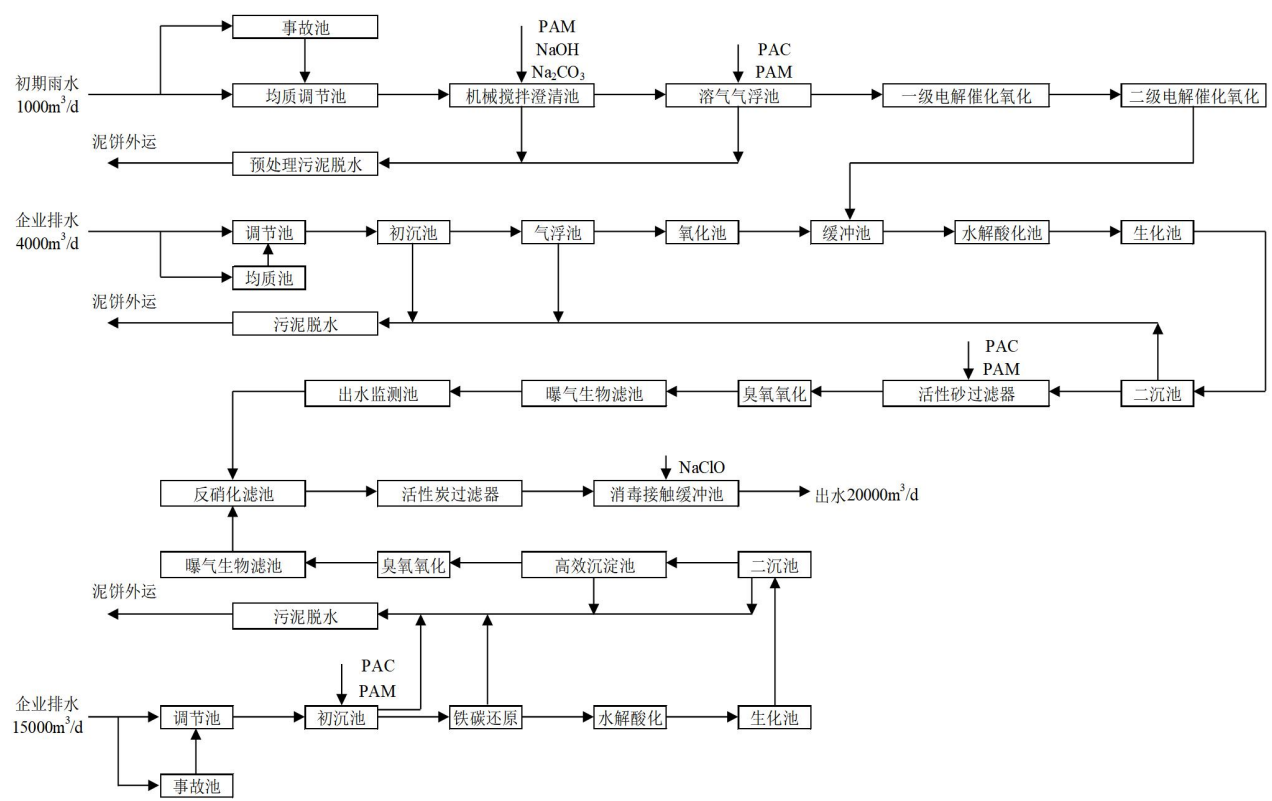 事故池
PAM
NaOH
Na₂CO₃
PAC
PAM
初期雨水
1000m³/d
均质调节池
机械搅拌澄清池
溶气气浮池
一级电解催化氧化
二级电解催化氧化
泥饼外运
预处理污泥脱水
企业排水
4000m³/d
调节池
初沉池
气浮池
氧化池
缓冲池
水解酸化池
生化池
均质池
泥饼外运
污泥脱水
PAC
PAM
出水监测池
曝气生物滤池
臭氧氧化
活性砂过滤器
二沉池
NaClO
反硝化滤池
活性炭过滤器
消毒接触缓冲池
出水20000m³/d
曝气生物滤池
臭氧氧化
高效沉淀池
二沉池
泥饼外运
污泥脱水
PAC
PAM
企业排水
15000m³/d
调节池
初沉池
铁碳还原
水解酸化
生化池
事故池